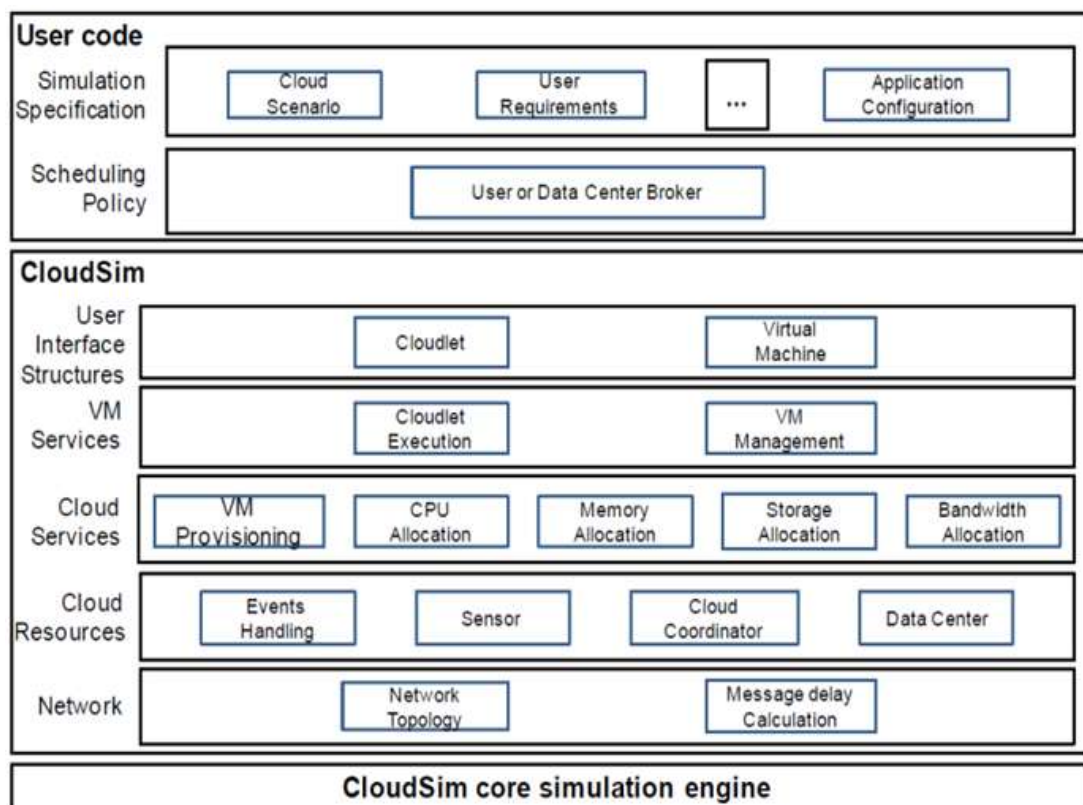 User code
Simulation
Specification
Cloud
Scenario
User
Requirements
...
Application
Configuration
Scheduling
Policy
User or Data Center Broker
CloudSim
User
Interface
Structures
Cloudlet
Virtual
Machine
VM
Services
Cloudlet
Execution
VM
Management
Cloud
Services
VM
Provisioning
CPU
Allocation
Memory
Allocation
Storage
Allocation
Bandwidth
Allocation
Cloud
Resources
Events
Handling
Sensor
Cloud
Coordinator
Data Center
Network
Network
Topology
Message delay
Calculation
CloudSim core simulation engine